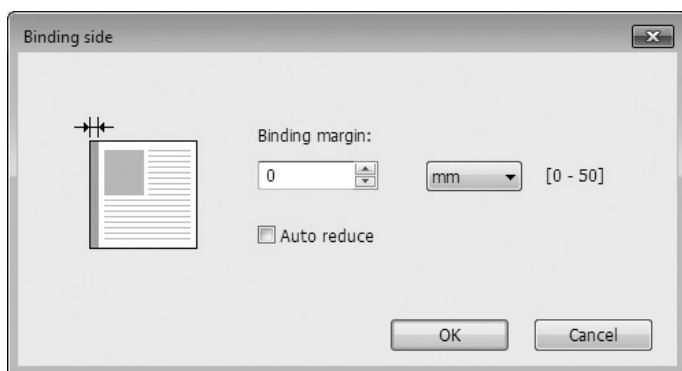 Binding side
Binding margin:
0 mm [0 - 50]
Auto reduce
OK Cancel